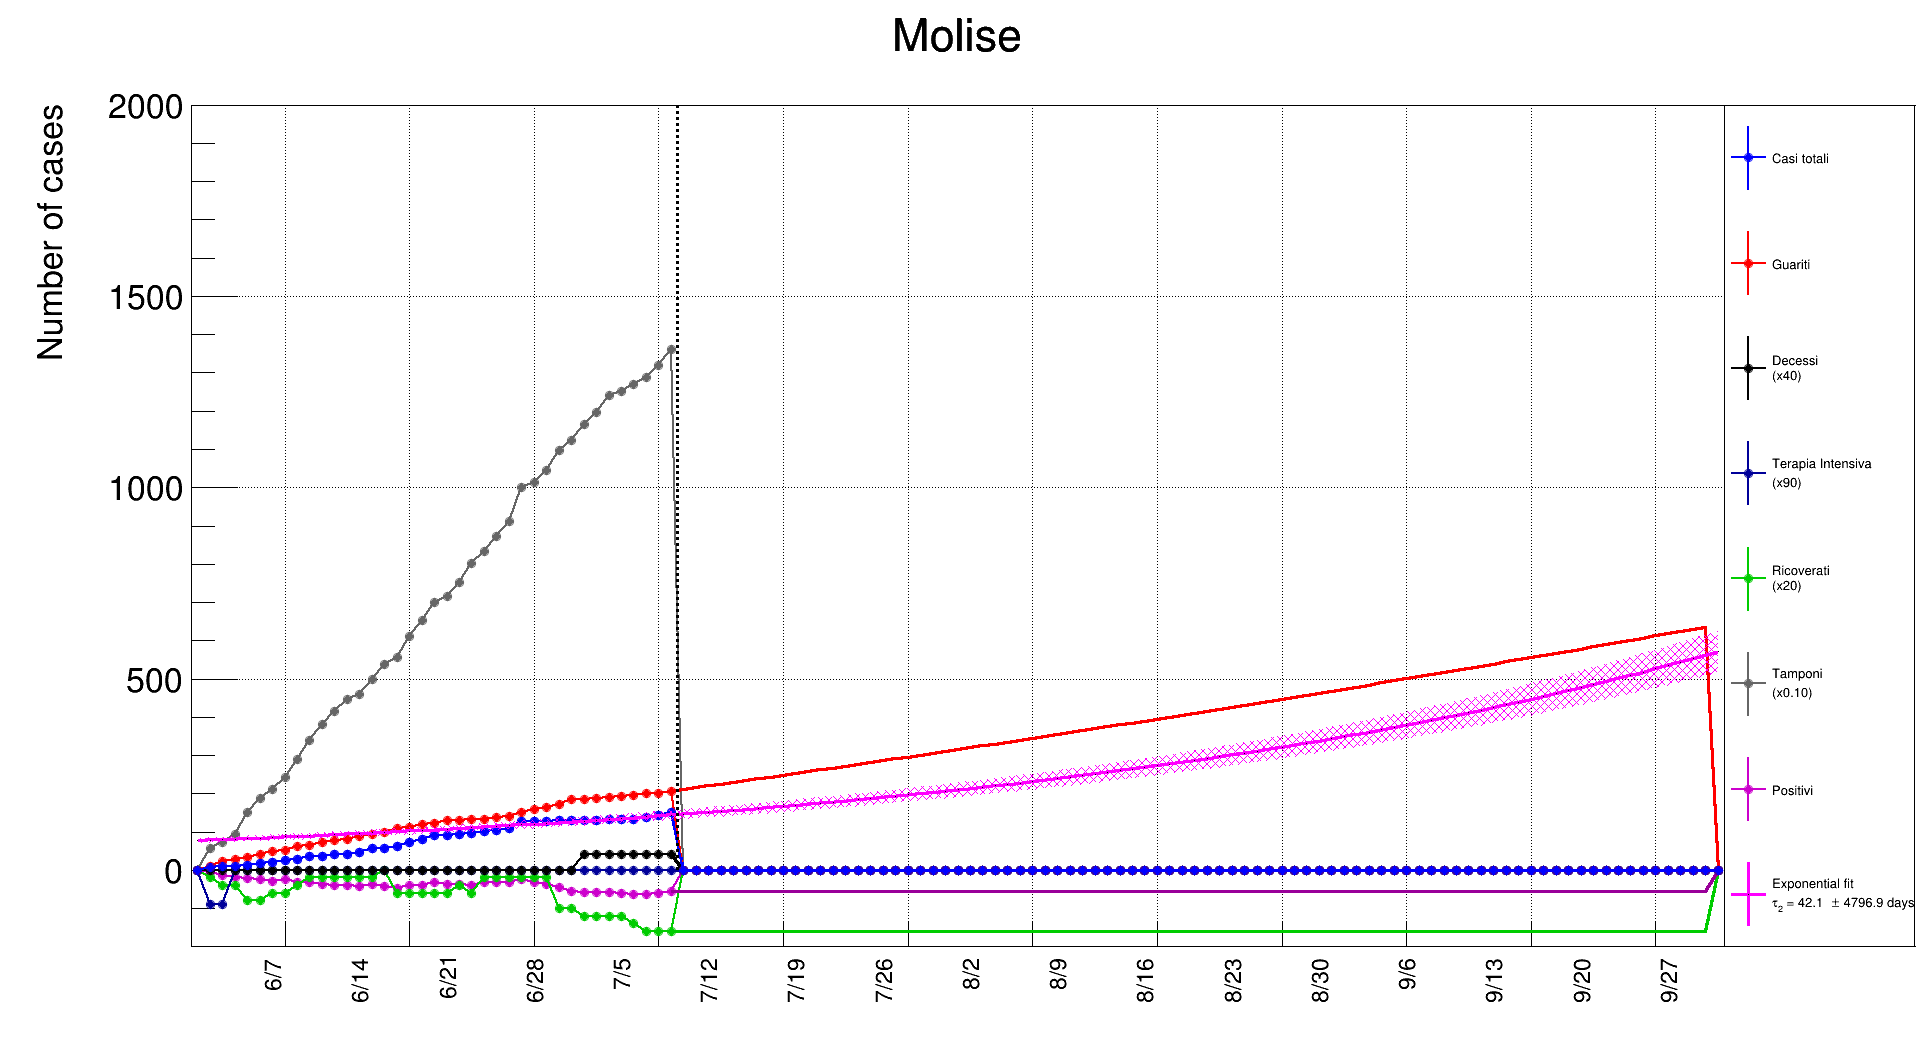 Molise
Number of cases
2000
1500
1000
500
0
6/7
6/14
6/21
6/28
7/5
7/12
7/19
7/26
8/2
8/9
8/16
8/23
8/30
9/6
9/13
9/20
9/27
Casi totali
Guariti
Decessi
(x40)
Terapia Intensiva
(x90)
Ricoverati
(x20)
Tamponi
(x0.10)
Positivi
Exponential fit
τ₂ = 42.1 ± 4796.9 days